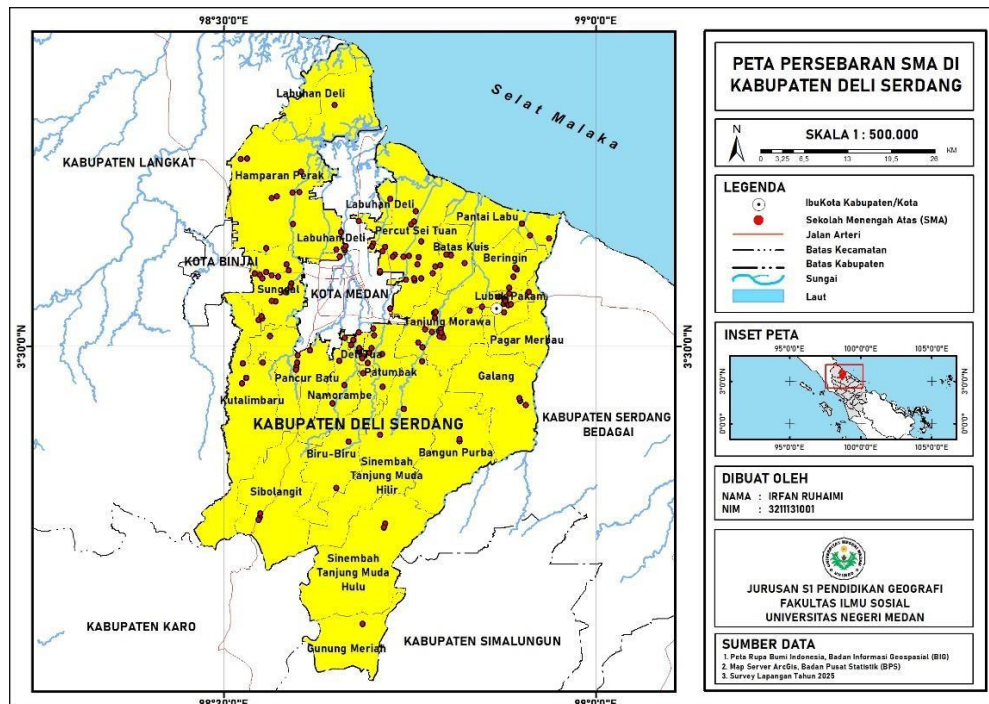 98°30'0"E
99°0'0"E
Labuhan Deli
Selat Malaka
KABUPATEN LANGKAT
Hamparan Perak
Labuhan Deli
Pantai Labu
Percut Sei Tuan
Labuhan Deli
Batas Kuis
Beringin
KOTA BINJAI
Sunggal
KOTA MEDAN
Lubuk Pakam
Tanjung Morawa
3°30'0"N
3°30'0"N
Pagar Merbau
Deli Tua
Patumbak
Galang
Pancur Batu
Kutalimbaru
Namorambe
KABUPATEN DELI SERDANG
KABUPATEN SERDANG
BEDAGAI
Biru-Biru
Bangun Purba
Sinembah
Tanjung Muda
Hilir
Sibolangit
Sinembah
Tanjung Muda
Hulu
KABUPATEN KARO
KABUPATEN SIMALUNGUN
Gunung Meriah
98°30'0"E
99°0'0"E
PETA PERSEBARAN SMA DI
KABUPATEN DELI SERDANG
N
SKALA 1 : 500.000
0 3,25 6,5 13 19,5 26 KM
LEGENDA
IbuKota Kabupaten/Kota
Sekolah Menengah Atas (SMA)
Jalan Arteri
Batas Kecamatan
Batas Kabupaten
Sungai
Laut
INSET PETA
95°0'0"E 100°0'0"E 105°0'0"E
3°0'0"N
3°0'0"N
0°0'0"
0°0'0"
95°0'0"E 100°0'0"E 105°0'0"E
DIBUAT OLEH
NAMA : IRFAN RUHAIMI
NIM : 3211131001
JURUSAN S1 PENDIDIKAN GEOGRAFI
FAKULTAS ILMU SOSIAL
UNIVERSITAS NEGERI MEDAN
SUMBER DATA
1. Peta Rupa Bumi Indonesia, Badan Informasi Geospasial (BIG)
2. Map Server ArcGis, Badan Pusat Statistik (BPS)
3. Survey Lapangan Tahun 2025